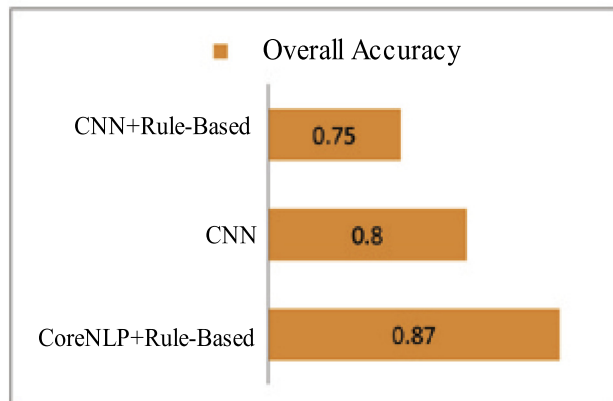 Overall Accuracy
CNN+Rule-Based
0.75
CNN
0.8
CoreNLP+Rule-Based
0.87